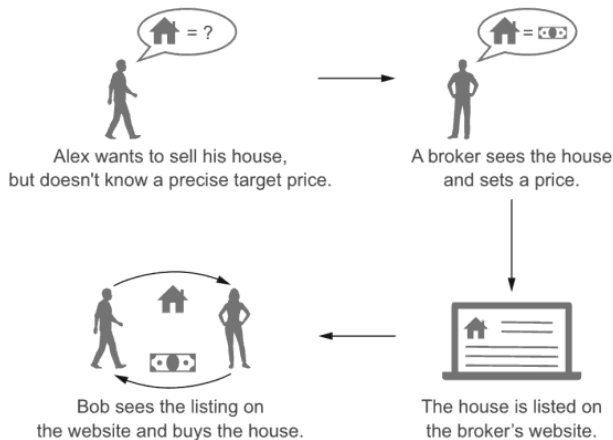 = ?
=
Alex wants to sell his house,
but doesn't know a precise target price.
A broker sees the house
and sets a price.
The house is listed on
the broker's website.
Bob sees the listing on
the website and buys the house.